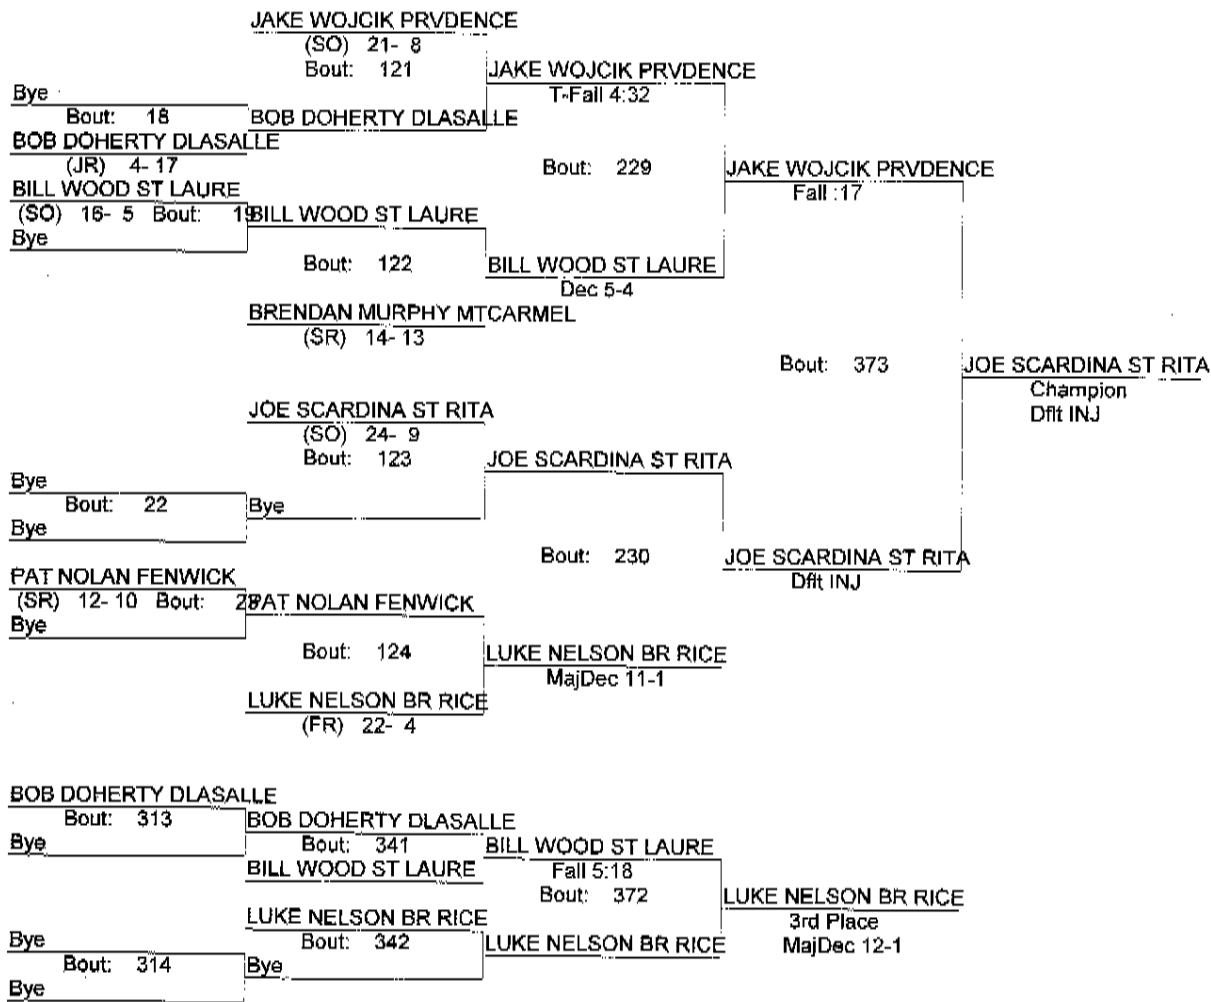 JAKE WOJCIK PRVDENCE
(SO) 21- 8
Bout: 121
JAKE WOJCIK PRVDENCE
T-Fall 4:32
Bye
Bout: 18
BOB DOHERTY DLASALLE
BOB DOHERTY DLASALLE
(JR) 4- 17
Bout: 229
JAKE WOJCIK PRVDENCE
Fall :17
BILL WOOD ST LAURE
(SO) 16- 5 Bout: 19
BILL WOOD ST LAURE
Bye
Bout: 122
BILL WOOD ST LAURE
Dec 5-4
BRENDAN MURPHY MTCARMEL
(SR) 14- 13
Bout: 373
JOE SCARDINA ST RITA
Champion
Dflt INJ
JOE SCARDINA ST RITA
(SO) 24- 9
Bout: 123
JOE SCARDINA ST RITA
Bye
Bout: 22
Bye
Bye
Bout: 230
JOE SCARDINA ST RITA
Dflt INJ
PAT NOLAN FENWICK
(SR) 12- 10 Bout:
PAT NOLAN FENWICK
Bye
Bout: 124
LUKE NELSON BR RICE
MajDec 11-1
LUKE NELSON BR RICE
(FR) 22- 4
BOB DOHERTY DLASALLE
Bout: 313
BOB DOHERTY DLASALLE
Bye
Bout: 341
BILL WOOD ST LAURE
Fall 5:18
BILL WOOD ST LAURE
Bout: 372
LUKE NELSON BR RICE
3rd Place
MajDec 12-1
LUKE NELSON BR RICE
Bye
Bout: 342
LUKE NELSON BR RICE
Bout: 314
Bye
Bye